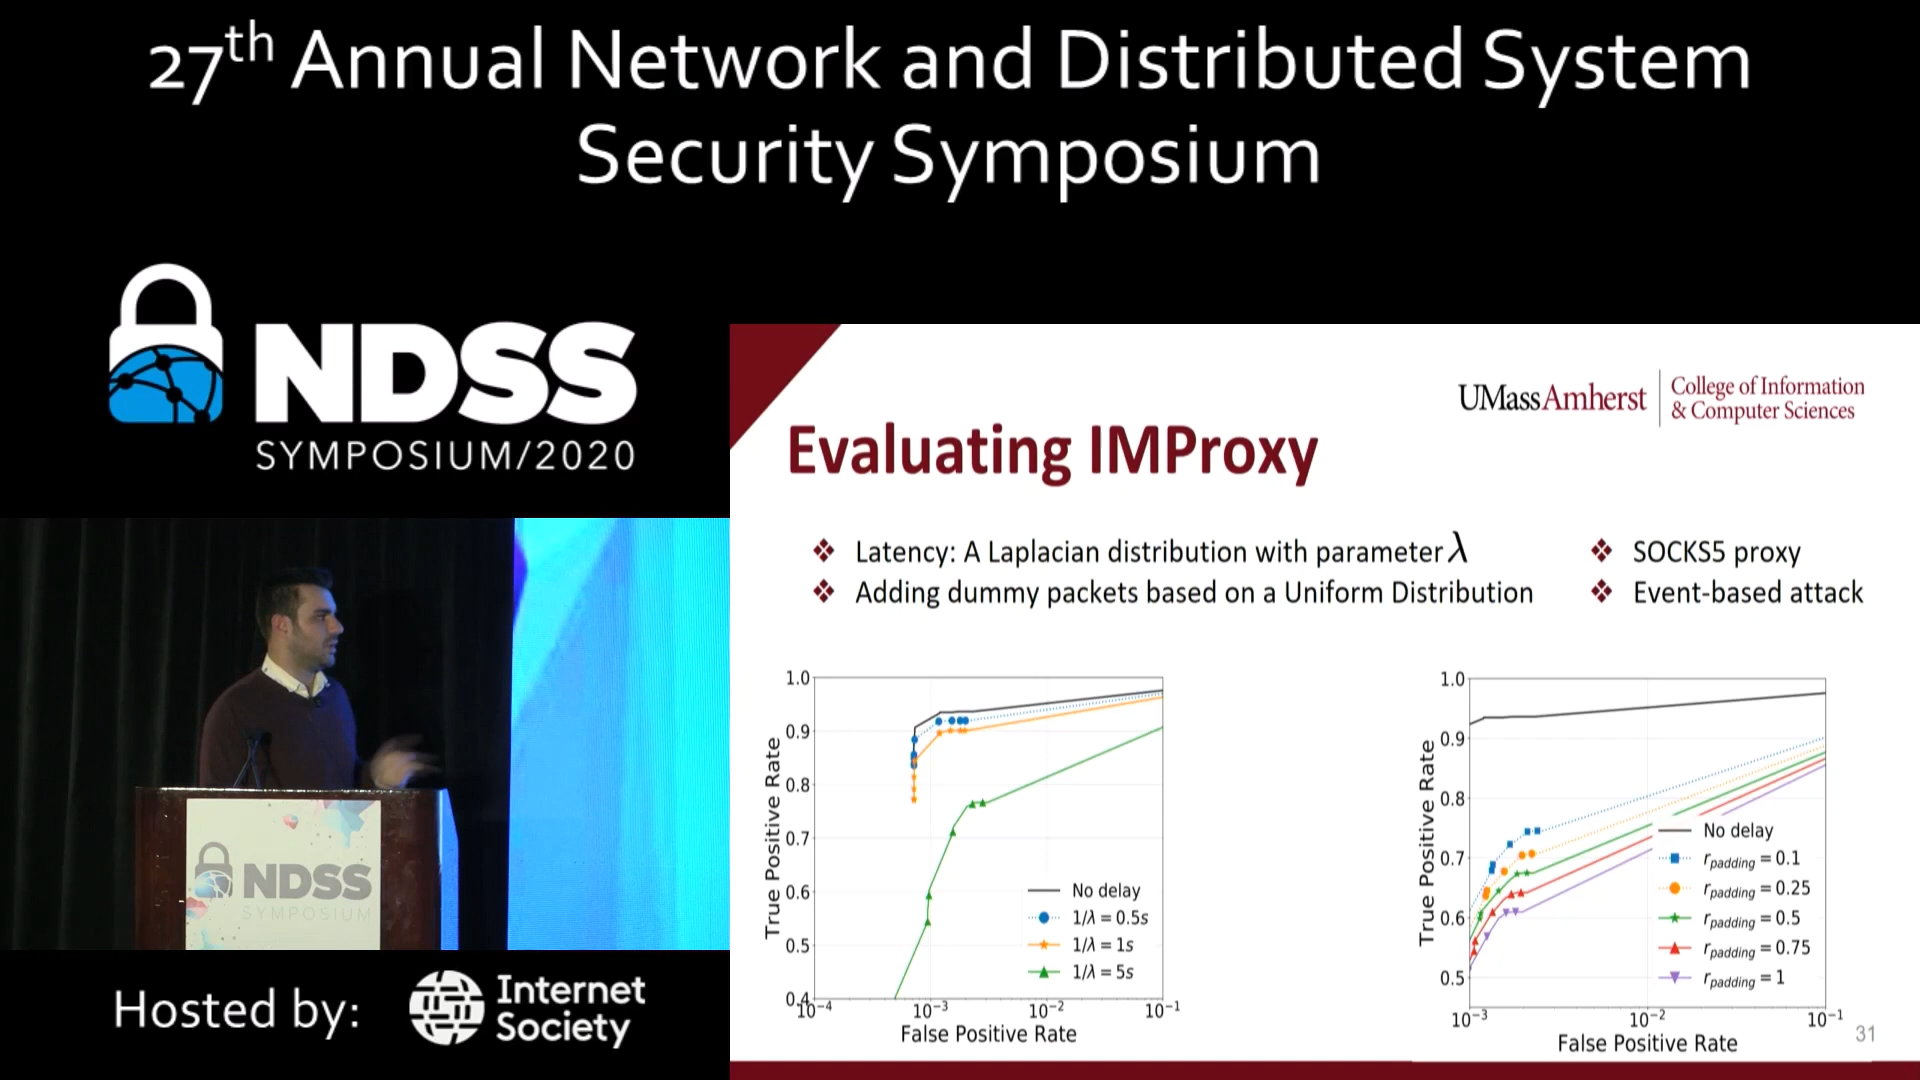 27th Annual Network and Distributed System
Security Symposium
NDSS
SYMPOSIUM/2020
UMassAmherst
College of Information
& Computer Sciences
Evaluating IMProxy
❖ Latency: A Laplacian distribution with parameter λ
❖ Adding dummy packets based on a Uniform Distribution
❖ SOCKS5 proxy
❖ Event-based attack
1.0
0.9
0.8
0.7
0.6
0.5
0.4
True Positive Rate
No delay
1/λ = 0.5s
1/λ = 1s
1/λ = 5s
10⁻⁴ 10⁻³ 10⁻² 10⁻¹
False Positive Rate
1.0
0.9
0.8
0.7
0.6
0.5
True Positive Rate
No delay
r_padding = 0.1
r_padding = 0.25
r_padding = 0.5
r_padding = 0.75
r_padding = 1
10⁻³ 10⁻² 10⁻¹
False Positive Rate
31
NDSS
SYMPOSIUM
Hosted by:
Internet
Society